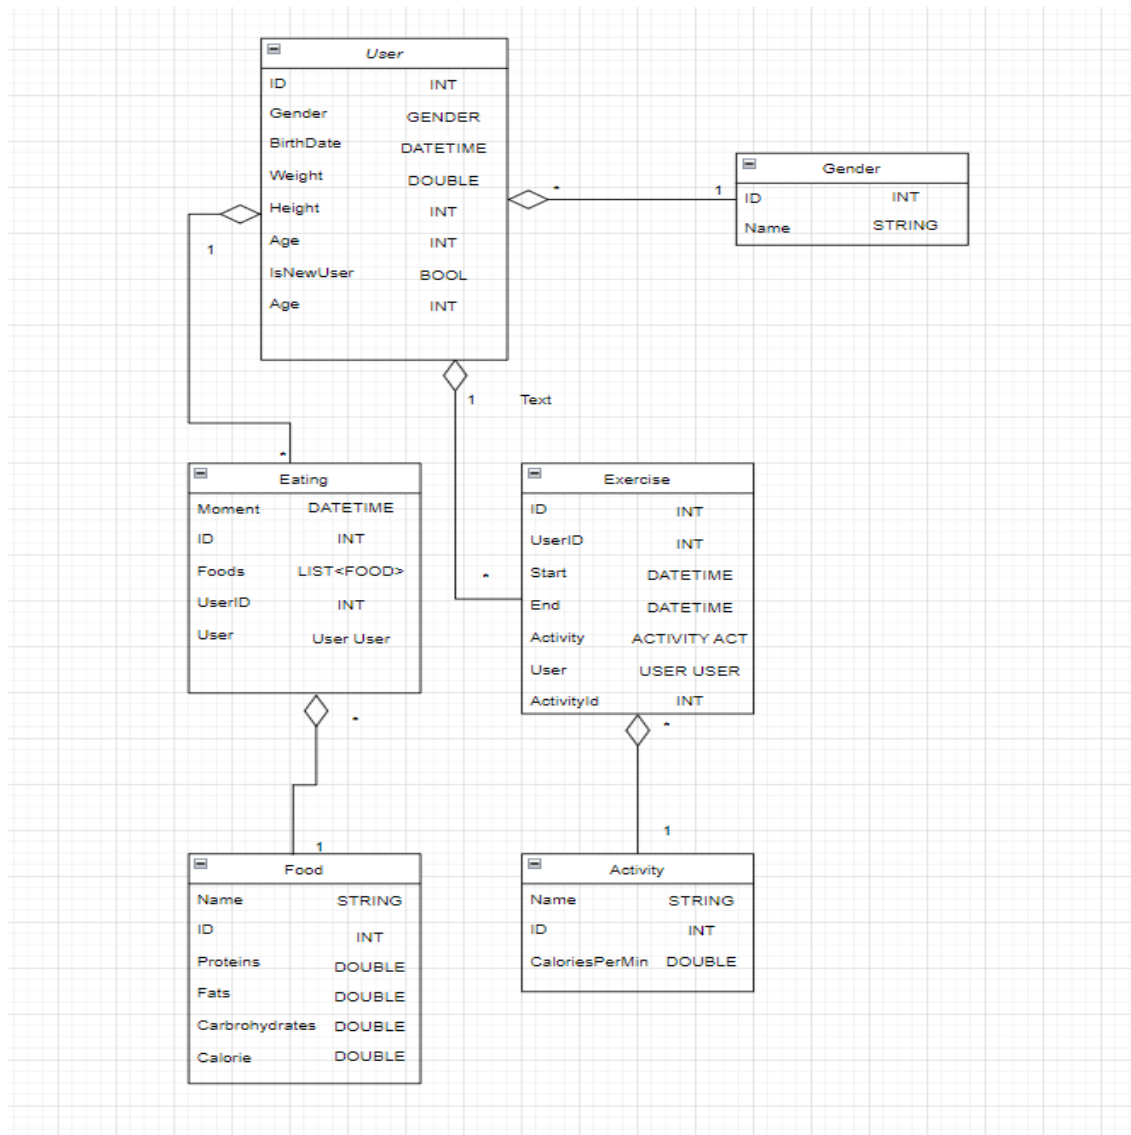 User
ID INT
Gender GENDER
BirthDate DATETIME
Weight DOUBLE
Height INT
Age INT
IsNewUser BOOL
Age INT
* 1
Gender
ID INT
Name STRING
1
1 Text
*
Eating
Moment DATETIME
ID INT
Foods LIST<FOOD>
UserID INT
User User User
*
Exercise
ID INT
UserID INT
Start DATETIME
End DATETIME
Activity ACTIVITY ACT
User USER USER
ActivityId INT
*
1
Food
Name STRING
ID INT
Proteins DOUBLE
Fats DOUBLE
Carbrohydrates DOUBLE
Calorie DOUBLE
*
1
Activity
Name STRING
ID INT
CaloriesPerMin DOUBLE